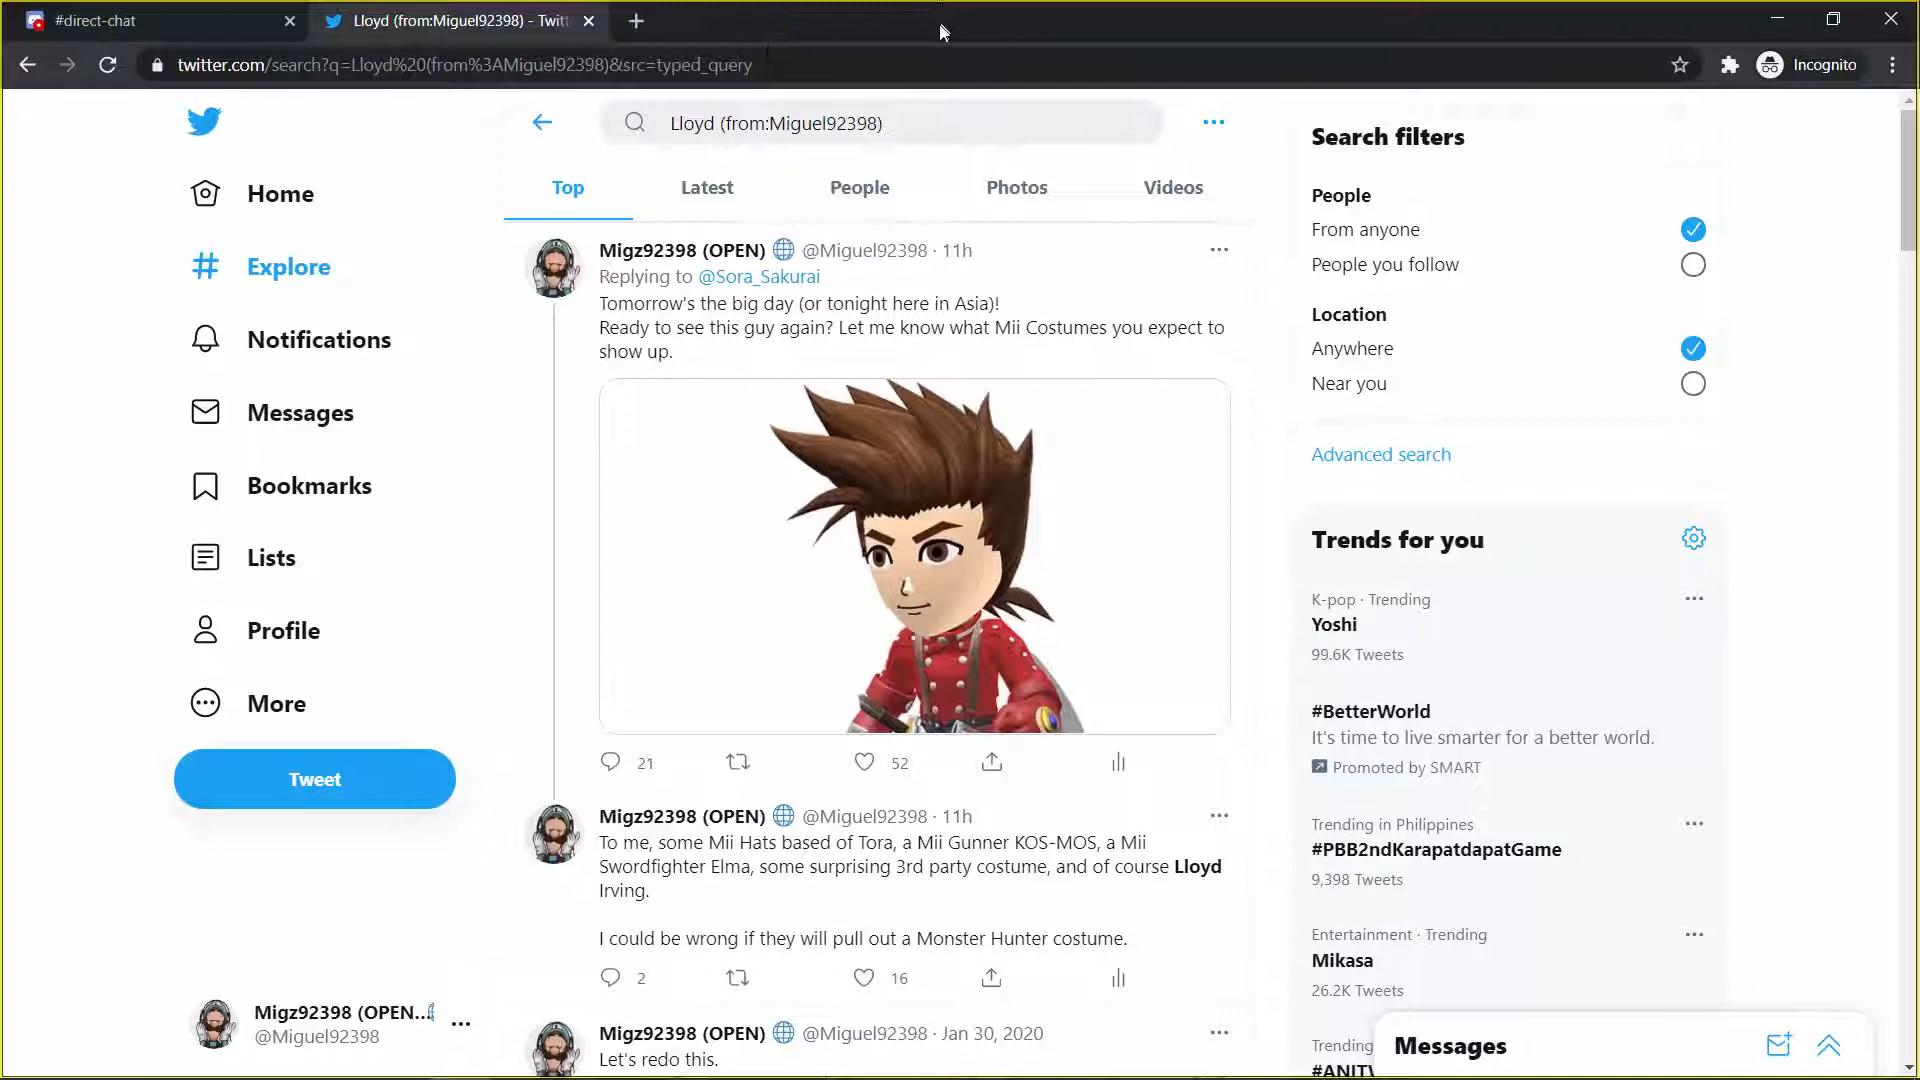 #direct-chat
Lloyd (from:Miguel92398) - Twitt
twitter.com/search?q=Lloyd%20(from%3AMiguel92398)&src=typed_query
Incognito
Lloyd (from:Miguel92398)
Top
Latest
People
Photos
Videos
Home
Explore
Notifications
Messages
Bookmarks
Lists
Profile
More
Tweet
Migz92398 (OPEN...
@Miguel92398
Migz92398 (OPEN) @Miguel92398 · 11h
Replying to @Sora_Sakurai
Tomorrow's the big day (or tonight here in Asia)!
Ready to see this guy again? Let me know what Mii Costumes you expect to
show up.
21
52
Migz92398 (OPEN) @Miguel92398 · 11h
To me, some Mii Hats based of Tora, a Mii Gunner KOS-MOS, a Mii
Swordfighter Elma, some surprising 3rd party costume, and of course Lloyd
Irving.
I could be wrong if they will pull out a Monster Hunter costume.
2
16
Migz92398 (OPEN) @Miguel92398 · Jan 30, 2020
Let's redo this.
Search filters
People
From anyone
People you follow
Location
Anywhere
Near you
Advanced search
Trends for you
K-pop · Trending
Yoshi
99.6K Tweets
#BetterWorld
It's time to live smarter for a better world.
Promoted by SMART
Trending in Philippines
#PBB2ndKarapatdapatGame
9,398 Tweets
Entertainment · Trending
Mikasa
26.2K Tweets
Trending
Messages